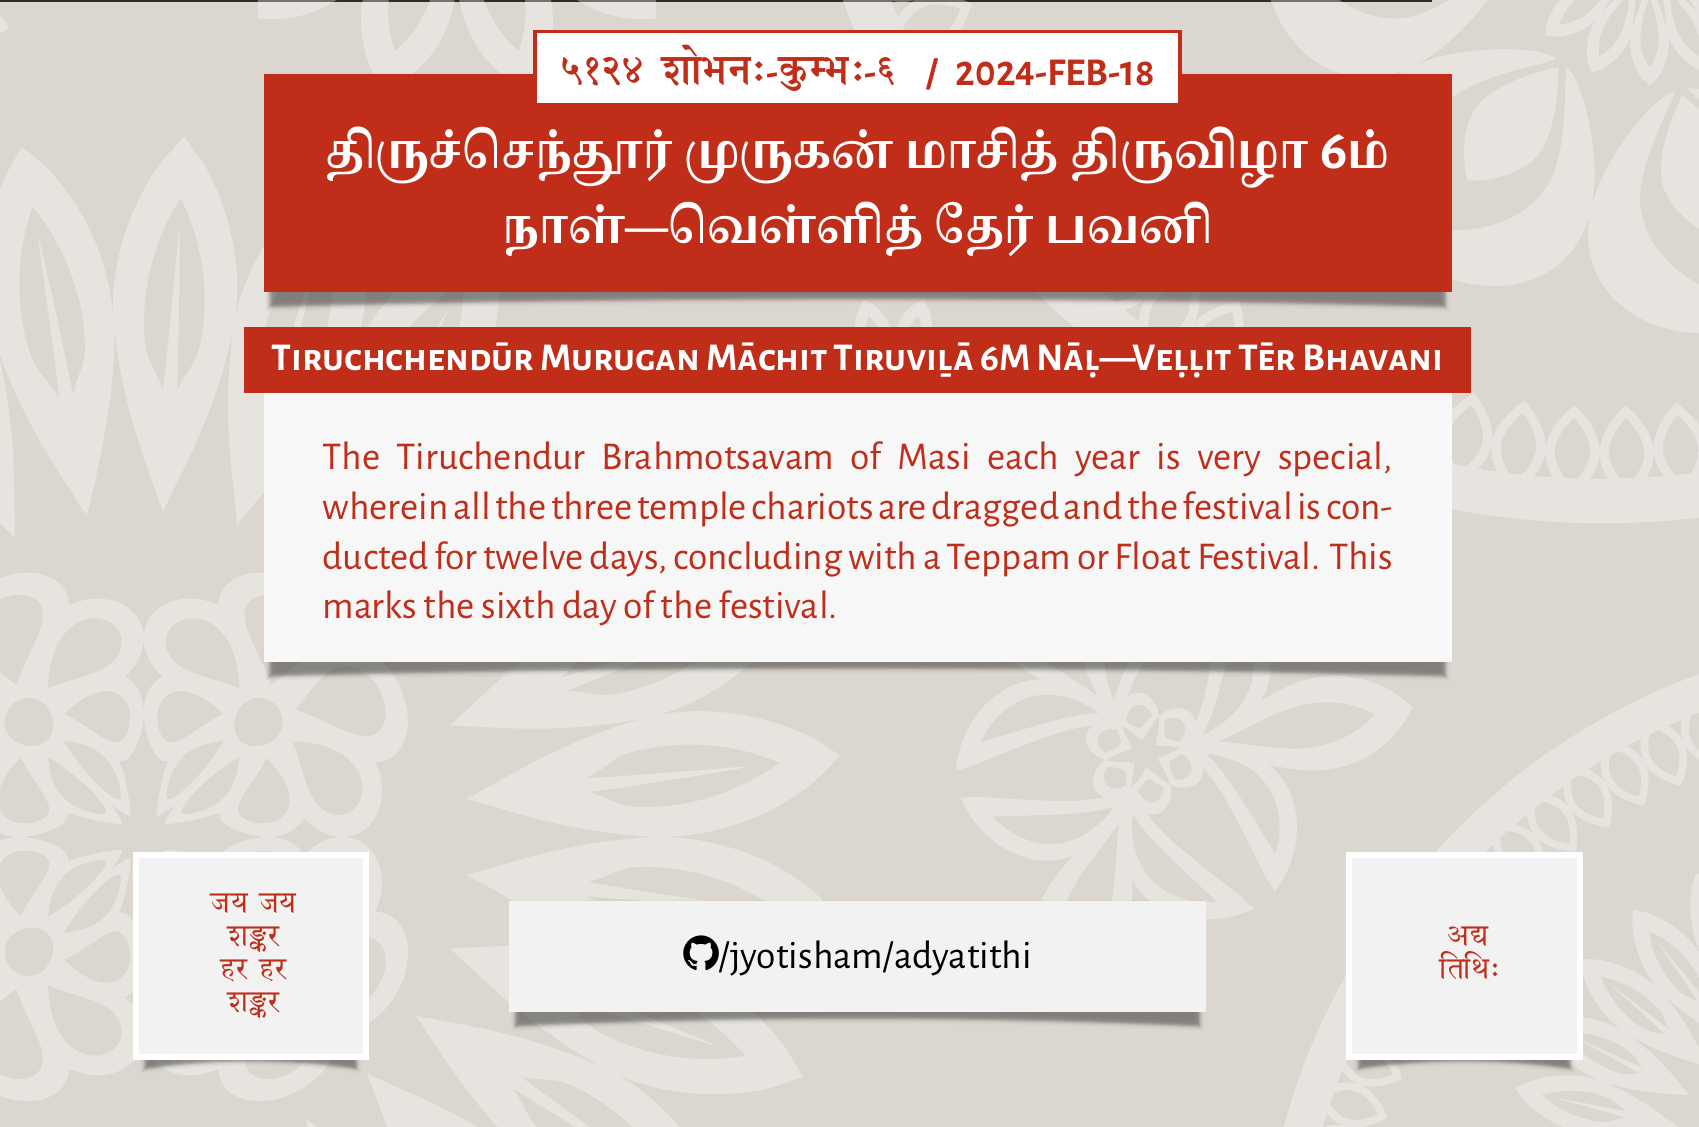 ५१२४ शोभनः-कुम्भः-६ / 2024-FEB-18
திருச்செந்தூர் முருகன் மாசித் திருவிழா 6ம்
நாள்—வெள்ளித் தேர் பவனி
Tiruchchendūr Murugan Māchit Tiruviḻā 6m Nāḷ—Veḷḷit Tēr Bhavani
The Tiruchendur Brahmotsavam of Masi each year is very special,
wherein all the three temple chariots are dragged and the festival is con-
ducted for twelve days, concluding with a Teppam or Float Festival. This
marks the sixth day of the festival.
जय जय
शङ्कर
हर हर
शङ्कर
/jyotisham/adyatithi
अद्य
तिथिः